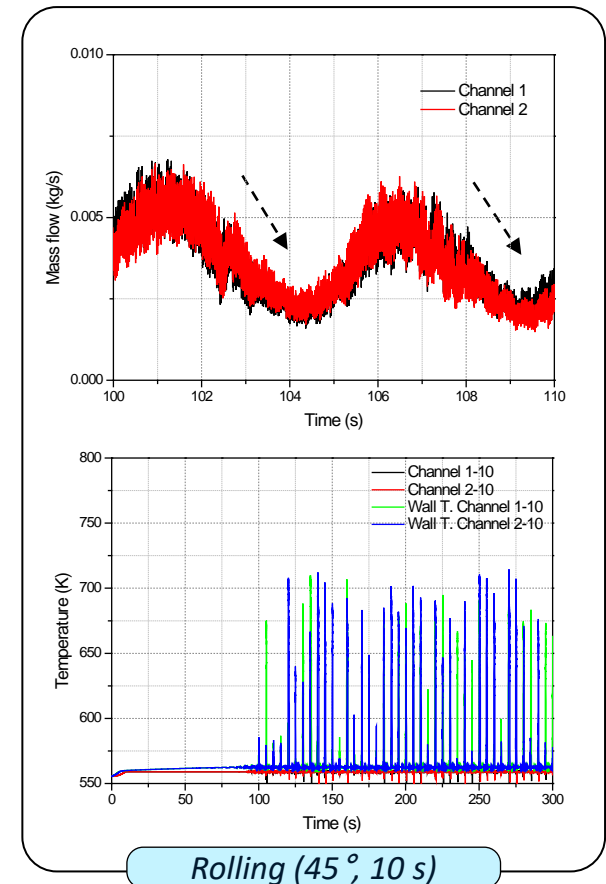 0.010
Channel 1
Channel 2
0.005
Mass flow (kg/s)
0.000
100 102 104 106 108 110
Time (s)
800
Channel 1-10
Channel 2-10
Wall T. Channel 1-10
Wall T. Channel 2-10
750
700
650
600
550
Temperature (K)
0 50 100 150 200 250 300
Time (s)
Rolling (45°, 10 s)